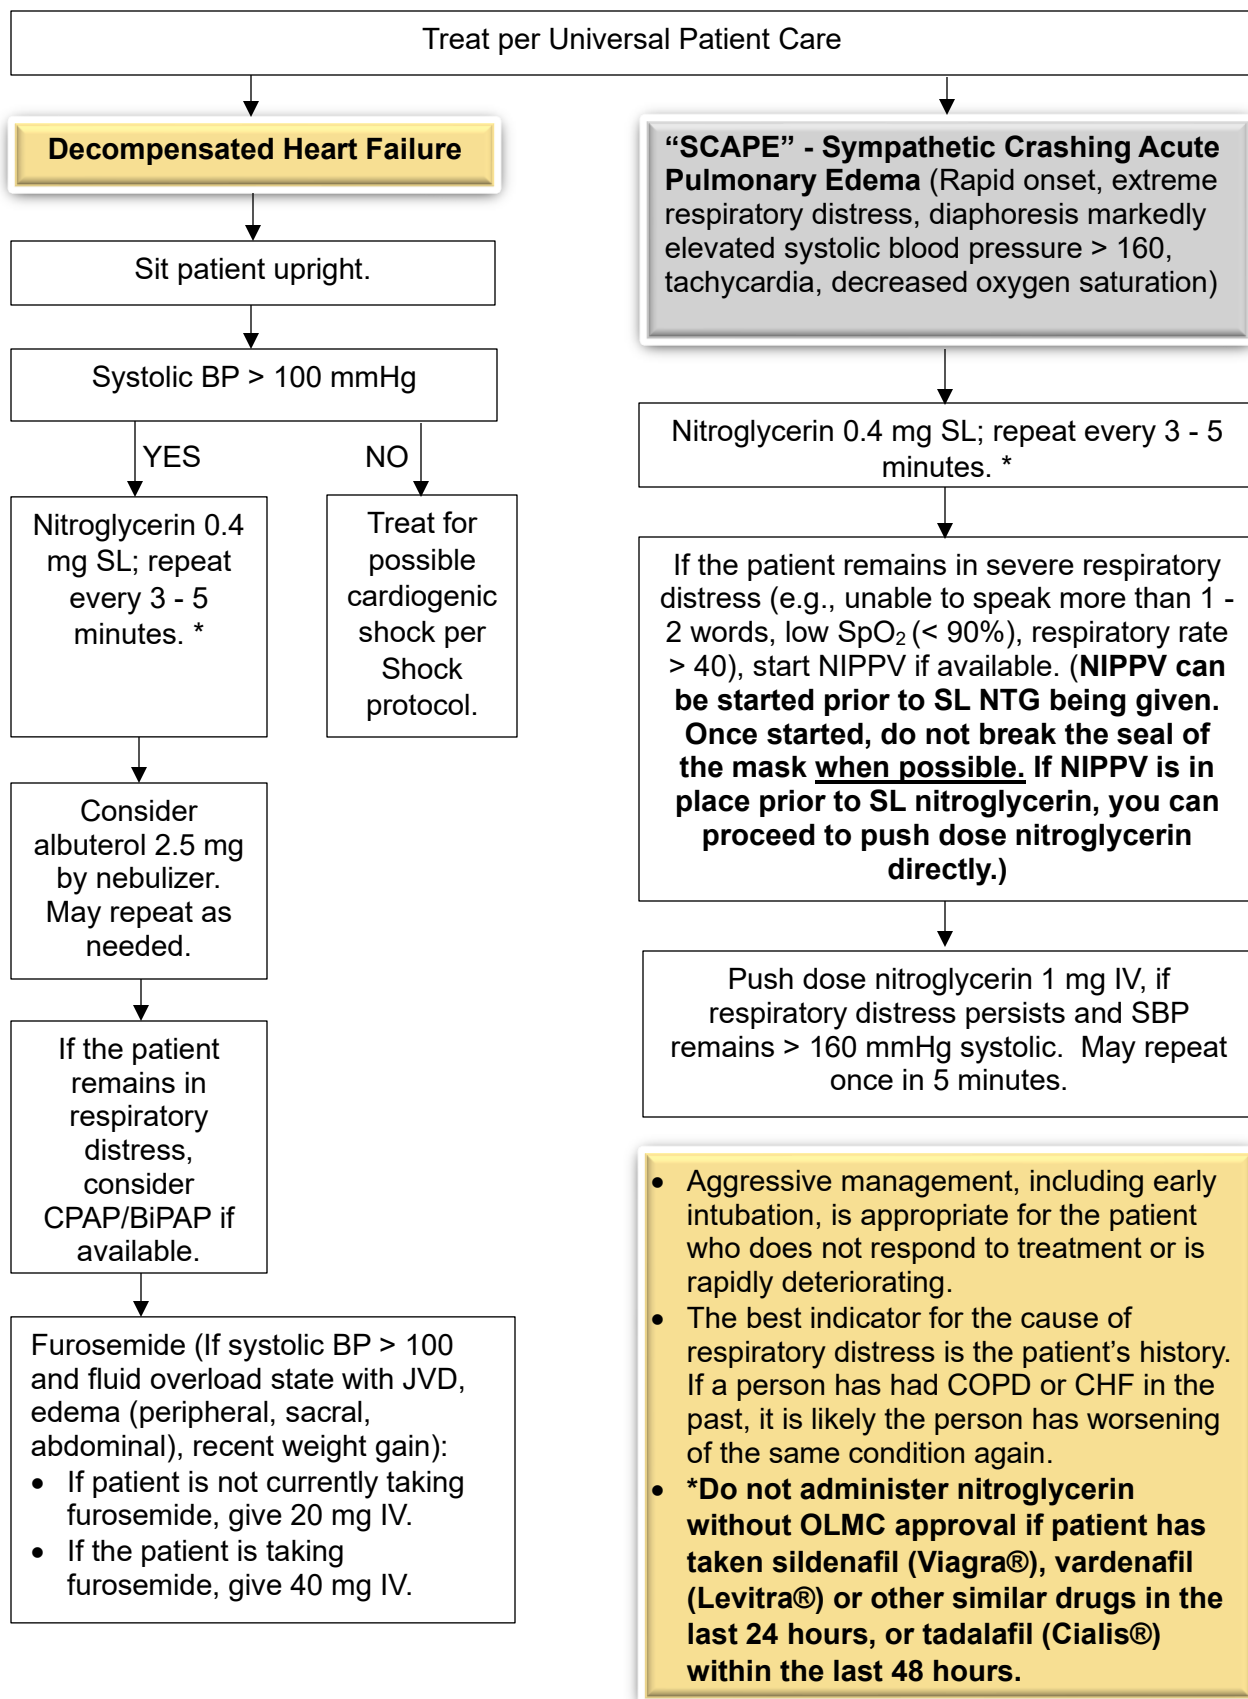 Treat per Universal Patient Care
Decompensated Heart Failure
Sit patient upright.
Systolic BP > 100 mmHg
YES
NO
Nitroglycerin 0.4
mg SL; repeat
every 3 - 5
minutes. *
Treat for
possible
cardiogenic
shock per
Shock
protocol.
Consider
albuterol 2.5 mg
by nebulizer.
May repeat as
needed.
If the patient
remains in
respiratory
distress,
consider
CPAP/BiPAP if
available.
Furosemide (If systolic BP > 100
and fluid overload state with JVD,
edema (peripheral, sacral,
abdominal), recent weight gain):
• If patient is not currently taking
furosemide, give 20 mg IV.
• If the patient is taking
furosemide, give 40 mg IV.
“SCAPE” - Sympathetic Crashing Acute
Pulmonary Edema (Rapid onset, extreme
respiratory distress, diaphoresis markedly
elevated systolic blood pressure > 160,
tachycardia, decreased oxygen saturation)
Nitroglycerin 0.4 mg SL; repeat every 3 - 5
minutes. *
If the patient remains in severe respiratory
distress (e.g., unable to speak more than 1 -
2 words, low SpO₂ (< 90%), respiratory rate
> 40), start NIPPV if available. (NIPPV can
be started prior to SL NTG being given.
Once started, do not break the seal of
the mask when possible. If NIPPV is in
place prior to SL nitroglycerin, you can
proceed to push dose nitroglycerin
directly.)
Push dose nitroglycerin 1 mg IV, if
respiratory distress persists and SBP
remains > 160 mmHg systolic. May repeat
once in 5 minutes.
• Aggressive management, including early
intubation, is appropriate for the patient
who does not respond to treatment or is
rapidly deteriorating.
• The best indicator for the cause of
respiratory distress is the patient’s history.
If a person has had COPD or CHF in the
past, it is likely the person has worsening
of the same condition again.
• *Do not administer nitroglycerin
without OLMC approval if patient has
taken sildenafil (Viagra®), vardenafil
(Levitra®) or other similar drugs in the
last 24 hours, or tadalafil (Cialis®)
within the last 48 hours.